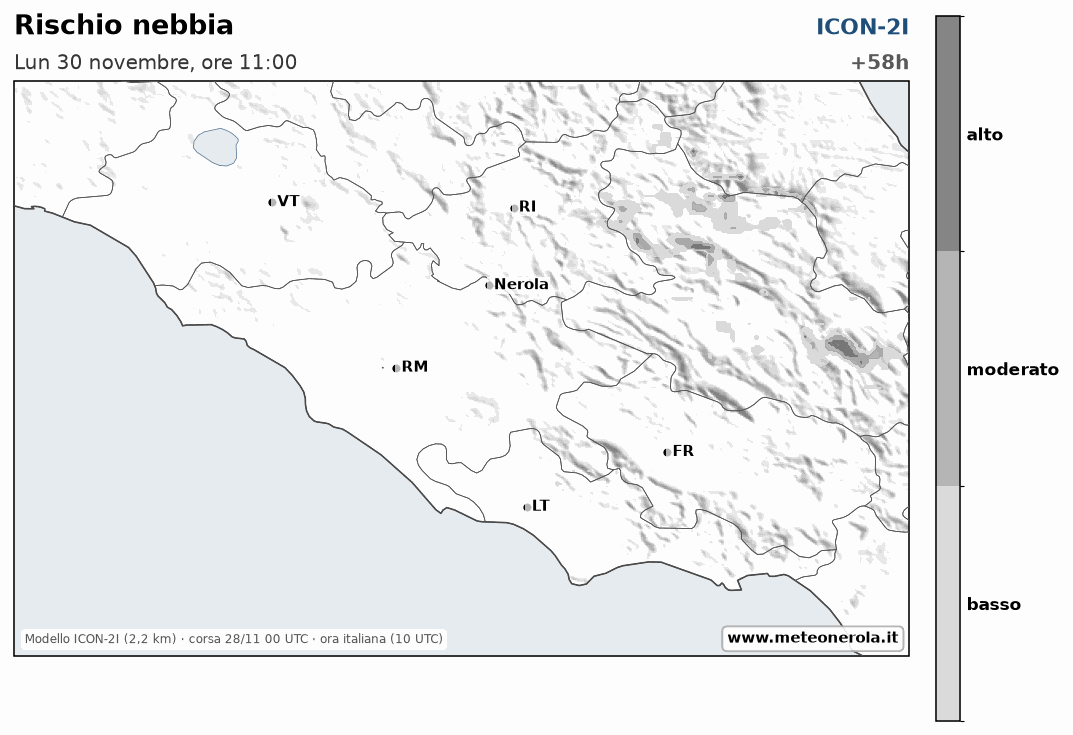 Rischio nebbia
ICON-2I
Lun 30 novembre, ore 11:00
+58h
alto
VT
RI
Nerola
moderato
RM
FR
LT
basso
Modello ICON-2I (2,2 km) · corsa 28/11 00 UTC · ora italiana (10 UTC)
www.meteonerola.it